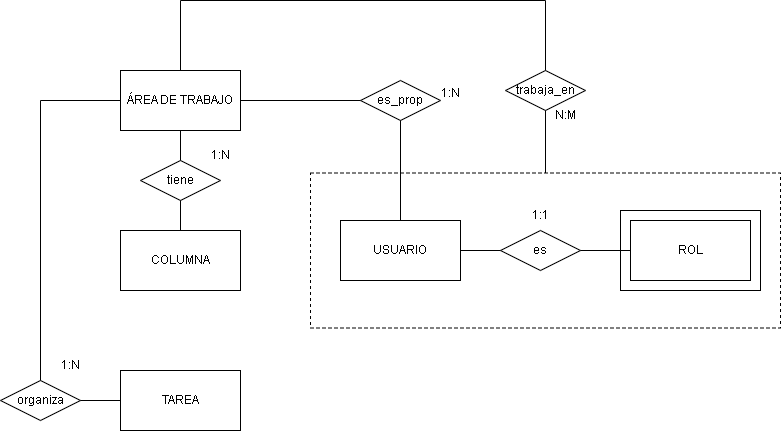 ÁREA DE TRABAJO
es_prop
1:N
trabaja_en
N:M
1:N
tiene
COLUMNA
USUARIO
1:1
es
ROL
1:N
organiza
TAREA